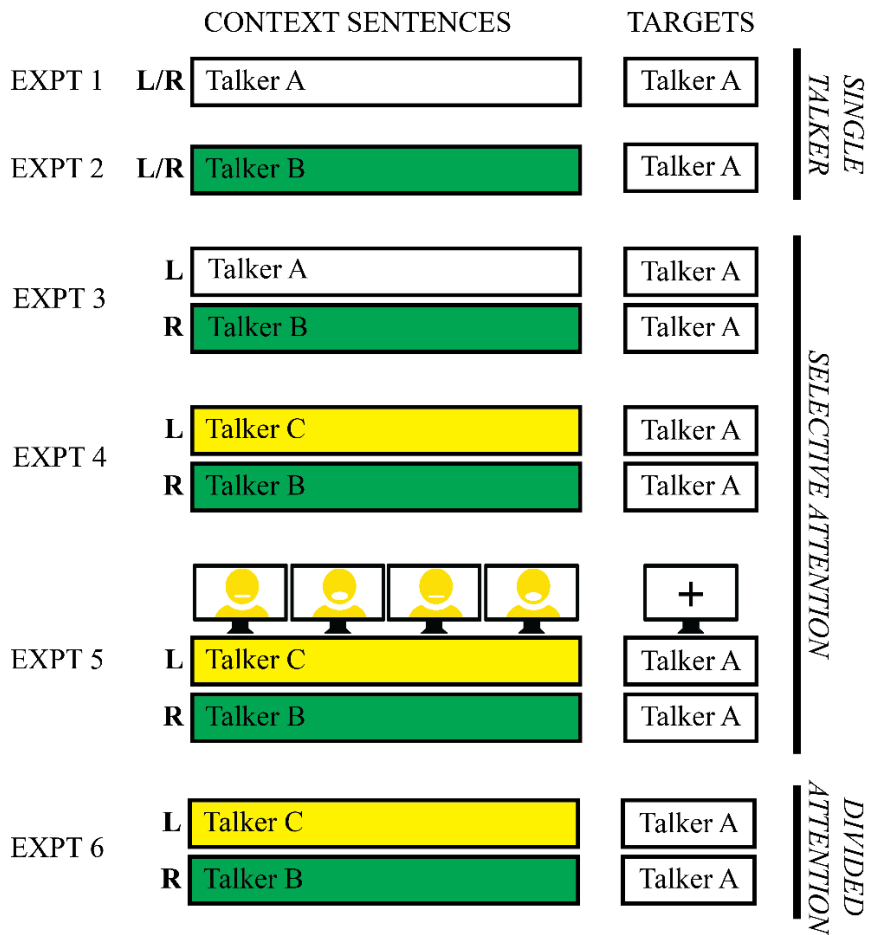 CONTEXT SENTENCES TARGETS
EXPT 1 L/R Talker A Talker A
SINGLE
TALKER
EXPT 2 L/R Talker B Talker A
EXPT 3
L Talker A Talker A
R Talker B Talker A
SELECTIVE ATTENTION
EXPT 4
L Talker C Talker A
R Talker B Talker A
+
EXPT 5
L Talker C Talker A
R Talker B Talker A
EXPT 6
L Talker C Talker A
R Talker B Talker A
DIVIDED
ATTENTION